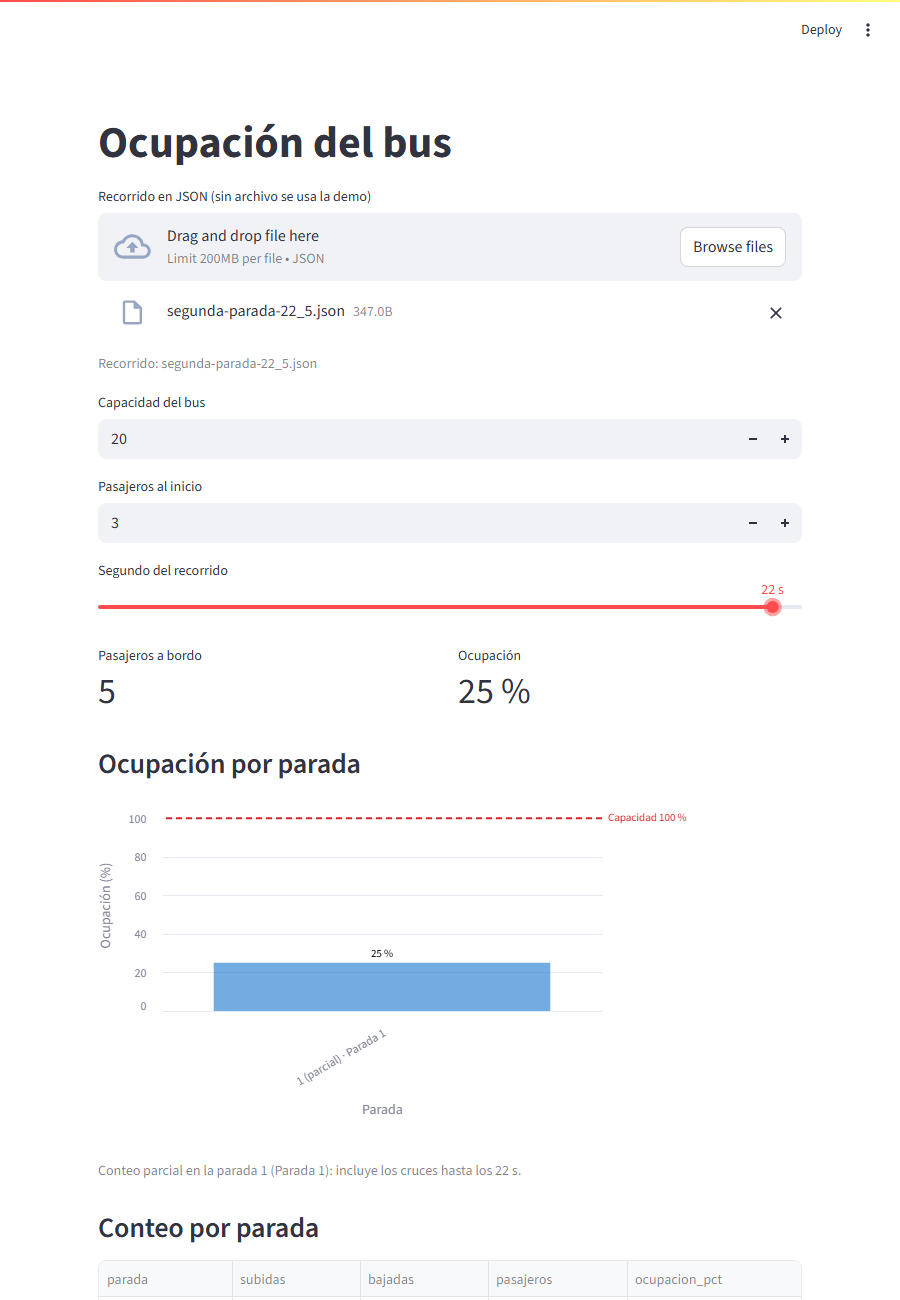 Deploy
Ocupación del bus
Recorrido en JSON (sin archivo se usa la demo)
Drag and drop file here
Limit 200MB per file • JSON
Browse files
segunda-parada-22_5.json 347.0B
Recorrido: segunda-parada-22_5.json
Capacidad del bus
20
Pasajeros al inicio
3
Segundo del recorrido
22 s
Pasajeros a bordo
5
Ocupación
25 %
Ocupación por parada
Ocupación (%)
100
80
60
40
20
0
Capacidad 100 %
25 %
1 (parcial) · Parada 1
Parada
Conteo parcial en la parada 1 (Parada 1): incluye los cruces hasta los 22 s.
Conteo por parada
parada subidas bajadas pasajeros ocupacion_pct